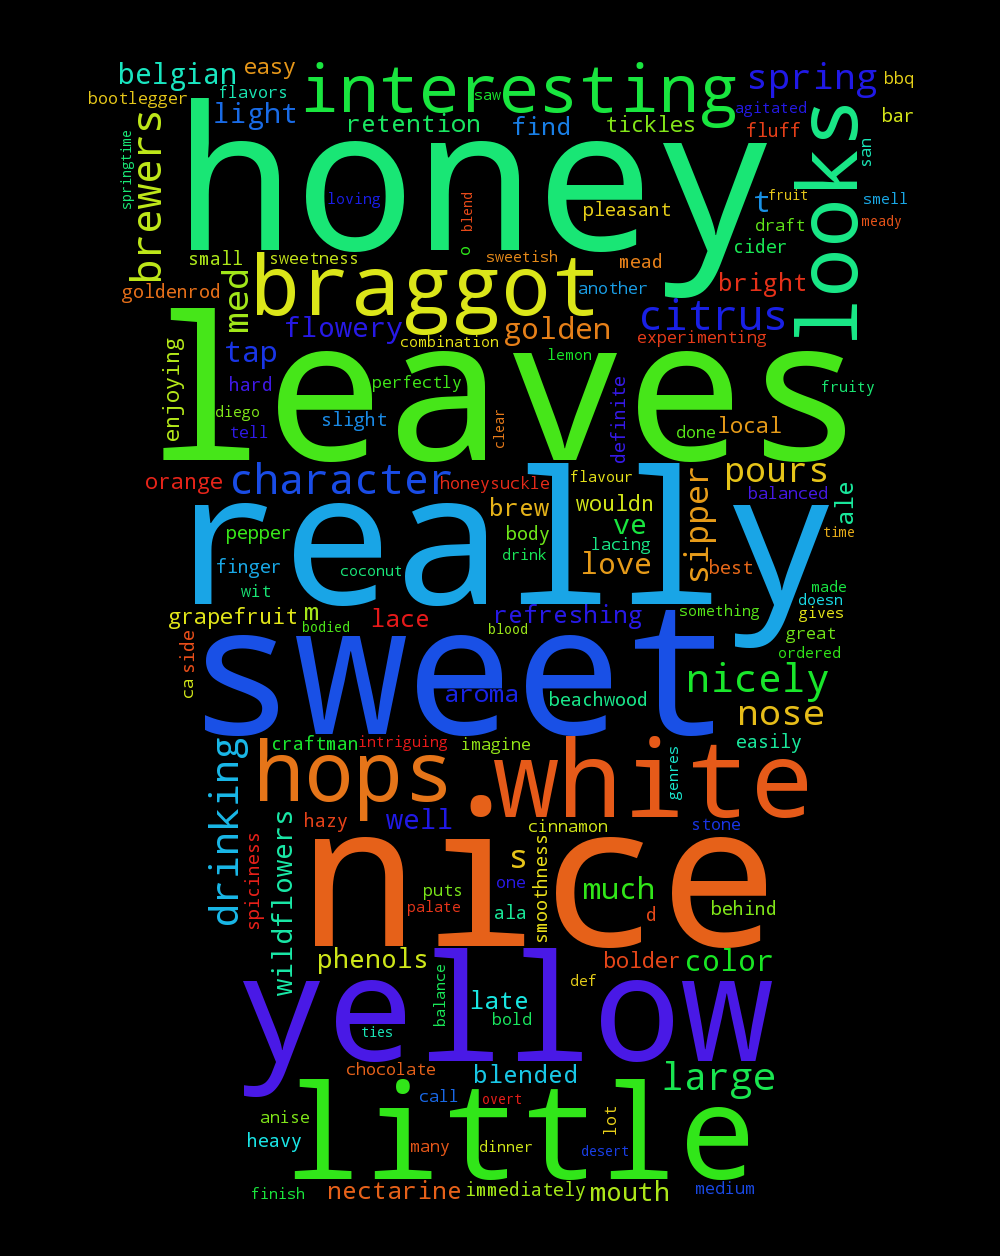 belgian
easy
interesting
spring
bbq
bootlegger
flavors
saw
agitated
light
retention
find
tickles
fluff
bar
brewers
springtime
honey
looks
san
loving
blend
pleasant
t
fruit
smell
draft
meady
cider
o
small
sweetness
sweetish
mead
bright
goldenrod
med
braggot
another
flowery
golden
citrus
experimenting
combination
tap
enjoying
leaves
lemon
hard
perfectly
fruity
diego
slight
clear
definite
done
local
tell
orange
character
honeysuckle
flavour
pours
balanced
ale
really
brew
wouldn
sipper
pepper
body
ve
time
lacing
finger
coconut
drink
love
best
wit
made
doesn
grapefruit
m
lace
refreshing
something
gives
bodied
blood
great
side
ca
sweet
ordered
nicely
aroma
beachwood
nose
drinking
craftman
intriguing
imagine
easily
hops
.
white
genres
hazy
well
cinnamon
stone
wildflowers
spiciness
nice
s
smoothness
one
much
puts
palate
ala
d
behind
phenols
bolder
color
balance
late
def
bold
yellow
ties
chocolate
blended
large
call
overt
anise
little
lot
heavy
many
dinner
desert
finish
nectarine
immediately
mouth
medium